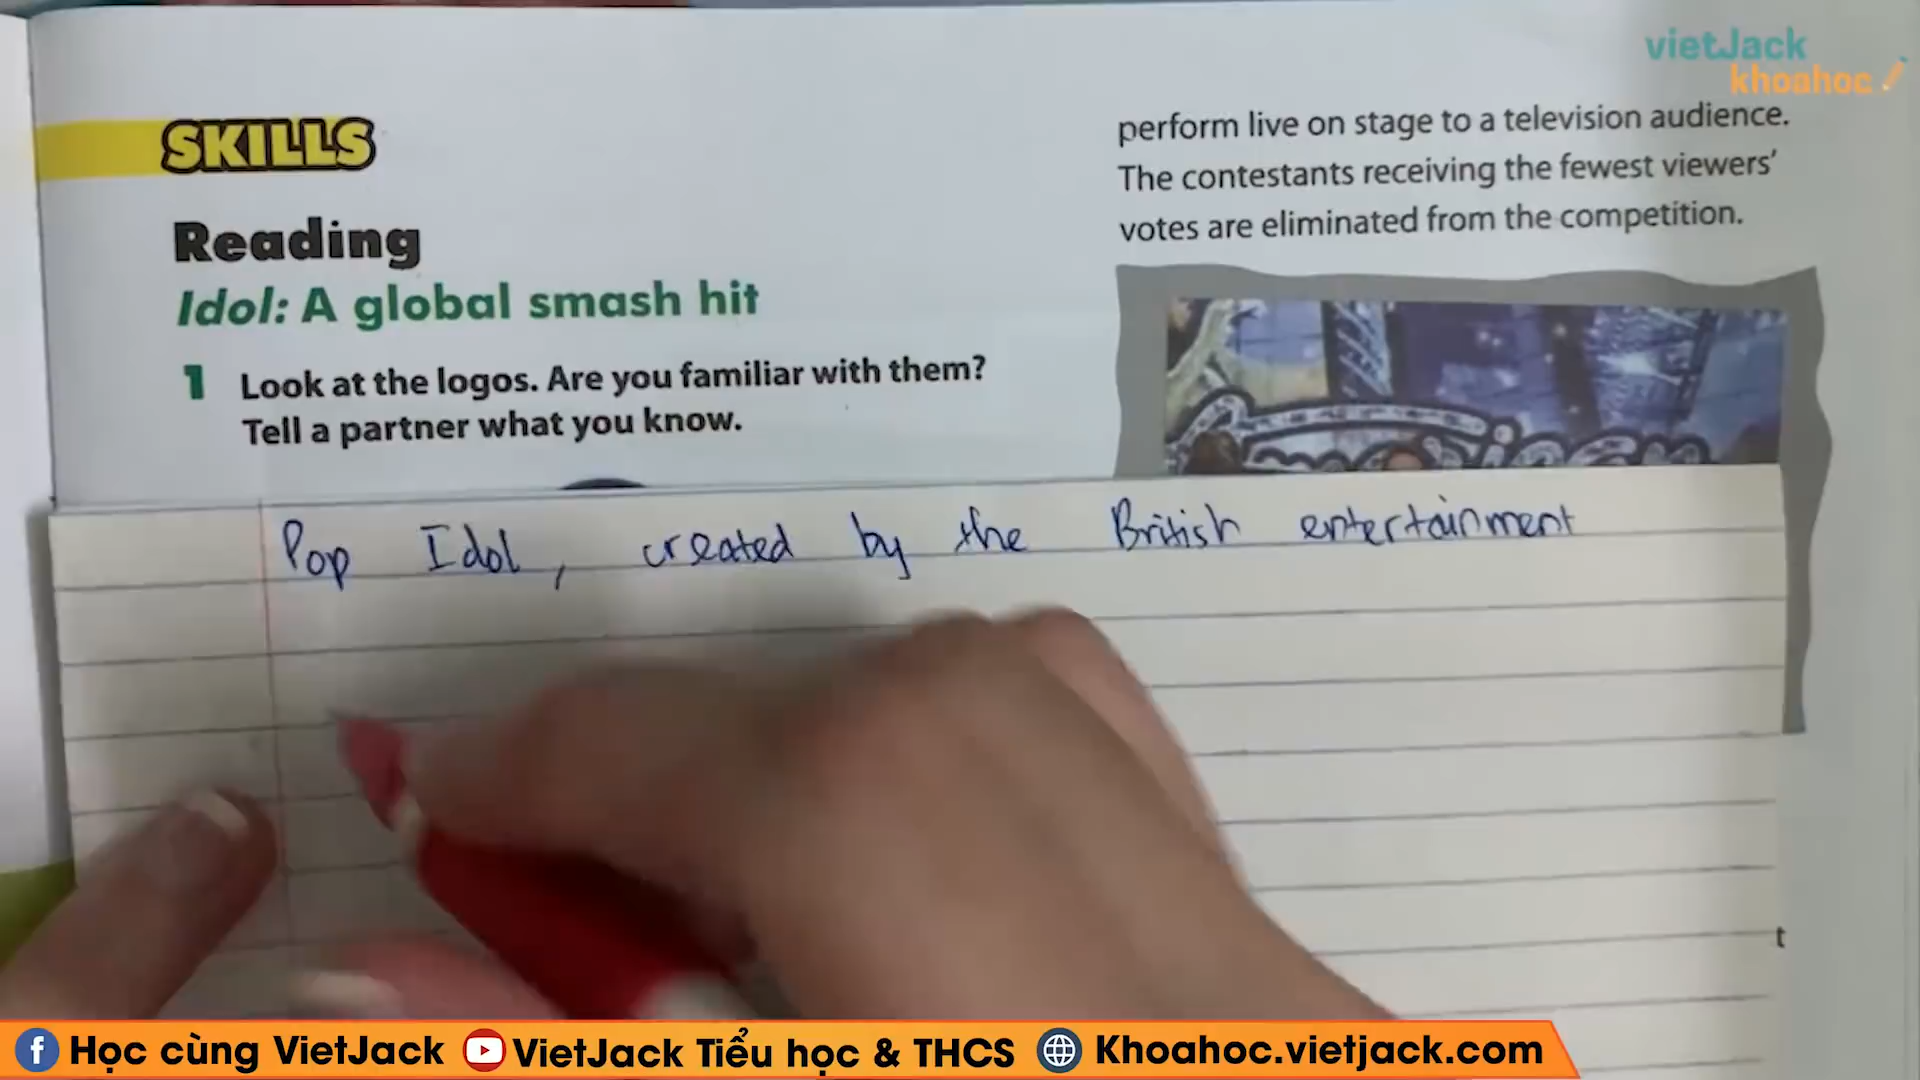 vietJack
khoahoc
SKILLS
Reading
Idol: A global smash hit
1 Look at the logos. Are you familiar with them?
Tell a partner what you know.
perform live on stage to a television audience.
The contestants receiving the fewest viewers'
votes are eliminated from the competition.
Pop Idol, created by the British entertainment
t
Học cùng VietJack
VietJack Tiểu học & THCS
Khoahoc.vietjack.com